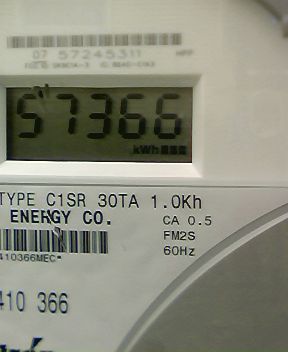 07 57245311
57366
kWh
TYPE C1SR 30TA 1.0Kh
ENERGY CO.
CA 0.5
FM2S
60Hz
410366MEC*
410 366